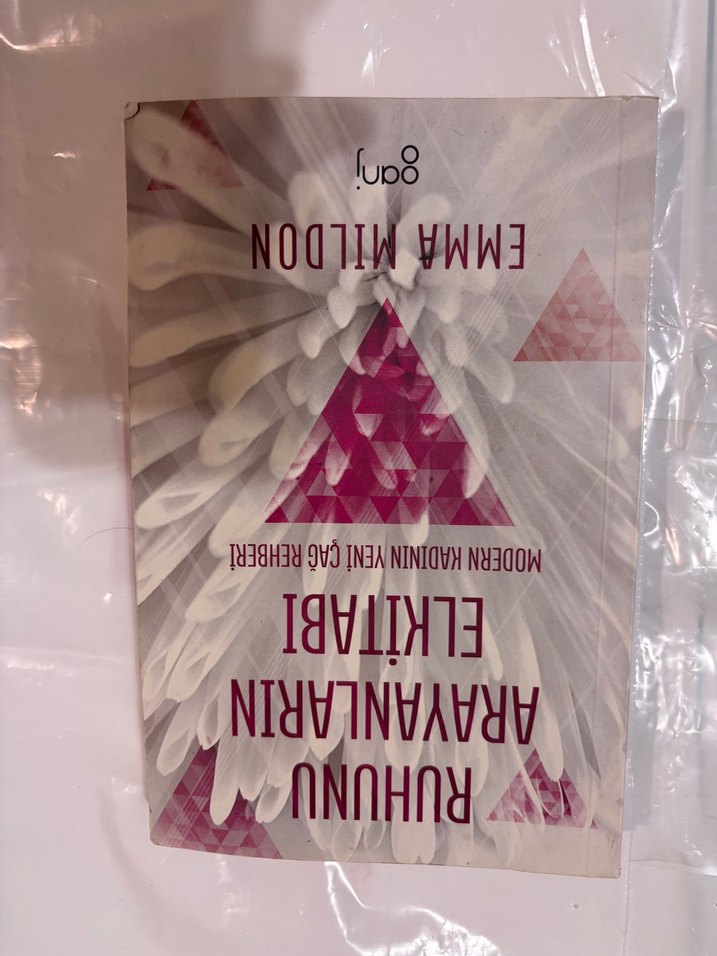 RUHUNU
ARAYANLARIN
ELKİTABI
MODERN KADININ YENİ ÇAĞ REHBERİ
EMMA MILDON
ganj